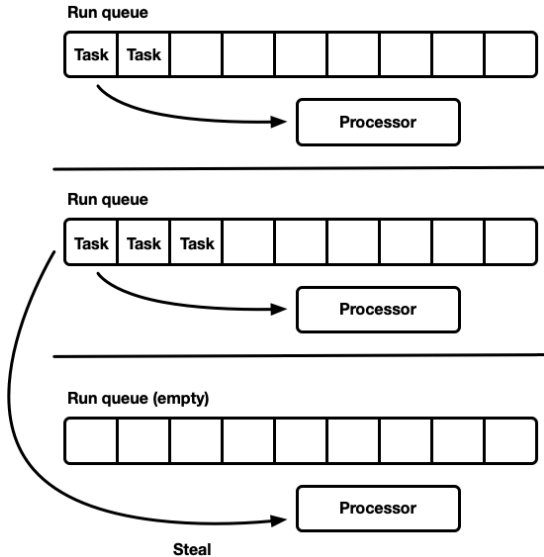 Run queue
Task Task
Processor
Run queue
Task Task Task
Processor
Run queue (empty)
Processor
Steal